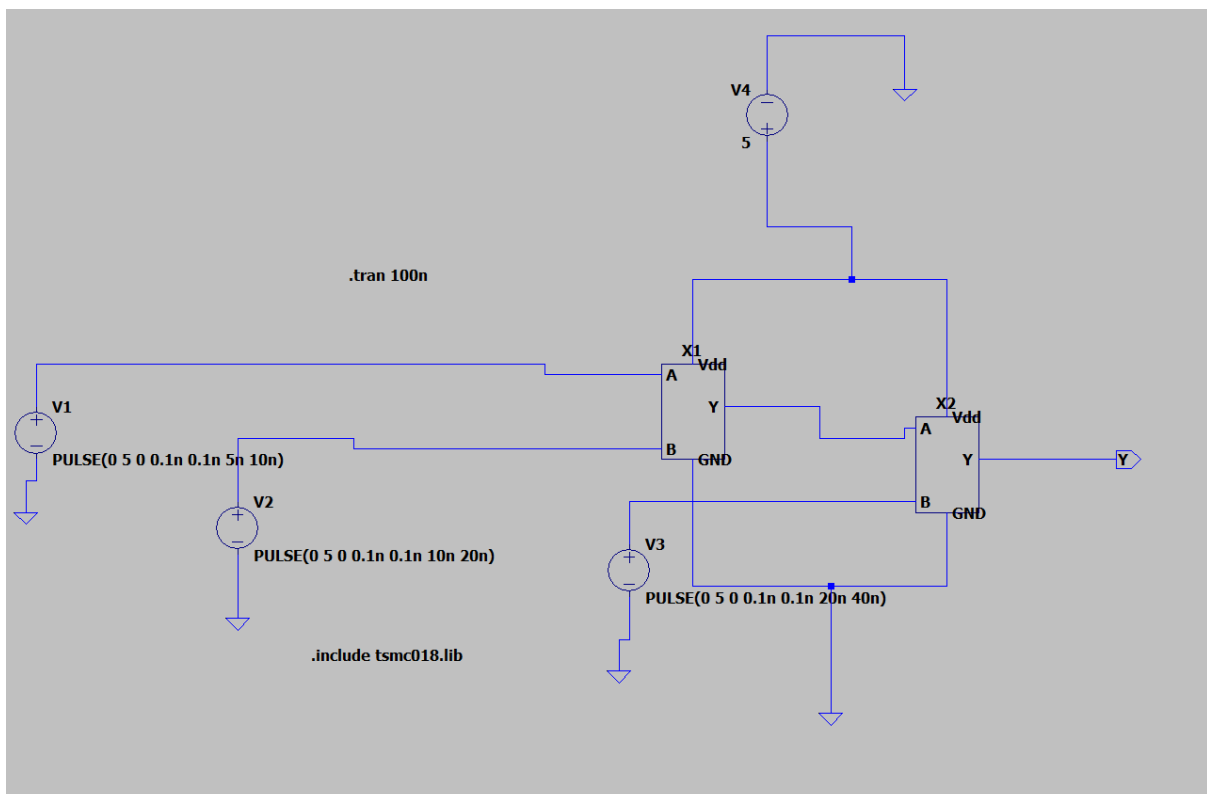 V4
5
.tran 100n
X1
Vdd
A
Y
B
GND
X2
Vdd
A
Y
B
GND
Y
V1
PULSE(0 5 0 0.1n 0.1n 5n 10n)
V2
PULSE(0 5 0 0.1n 0.1n 10n 20n)
V3
PULSE(0 5 0 0.1n 0.1n 20n 40n)
.include tsmc018.lib